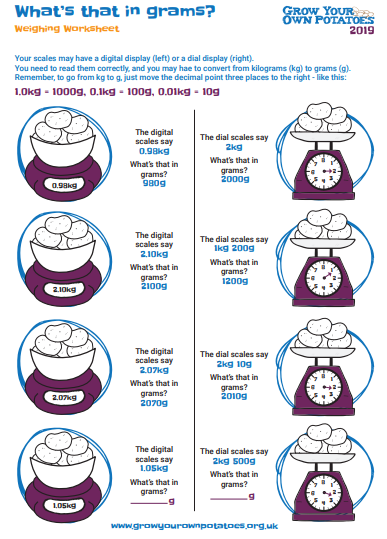 What's that in grams?
Weighing Worksheet
GROW YOUR
OWN POTATOES
2019
Your scales may have a digital display (left) or a dial display (right).
You need to read them correctly, and you may hae to convert from kilograms (kg) to grams (g).
Remember, to go from kg to g, just move the decimal point three places to the right - like this:
1.0kg = 1000g, 0.1kg = 100g, 0.01kg = 10g
The digital
scales say
0.98kg
What's that in
grams?
980g
0.98kg
The dial scales say
2kg
What's that in
grams?
2000g
The digital
scales say
2.10kg
What's that in
grams?
2100g
2.10kg
The dial scales say
1kg 200g
What's that in
grams?
1200g
The digital
scales say
2.07kg
What's that in
grams?
2070g
2.07kg
The dial scales say
2kg 10g
What's that in
grams?
2010g
The digital
scales say
1.05kg
What's that in
grams?
______g
1.05kg
The dial scales say
2kg 500g
What's that in
grams?
______g
www.growyourownpotatoes.org.uk